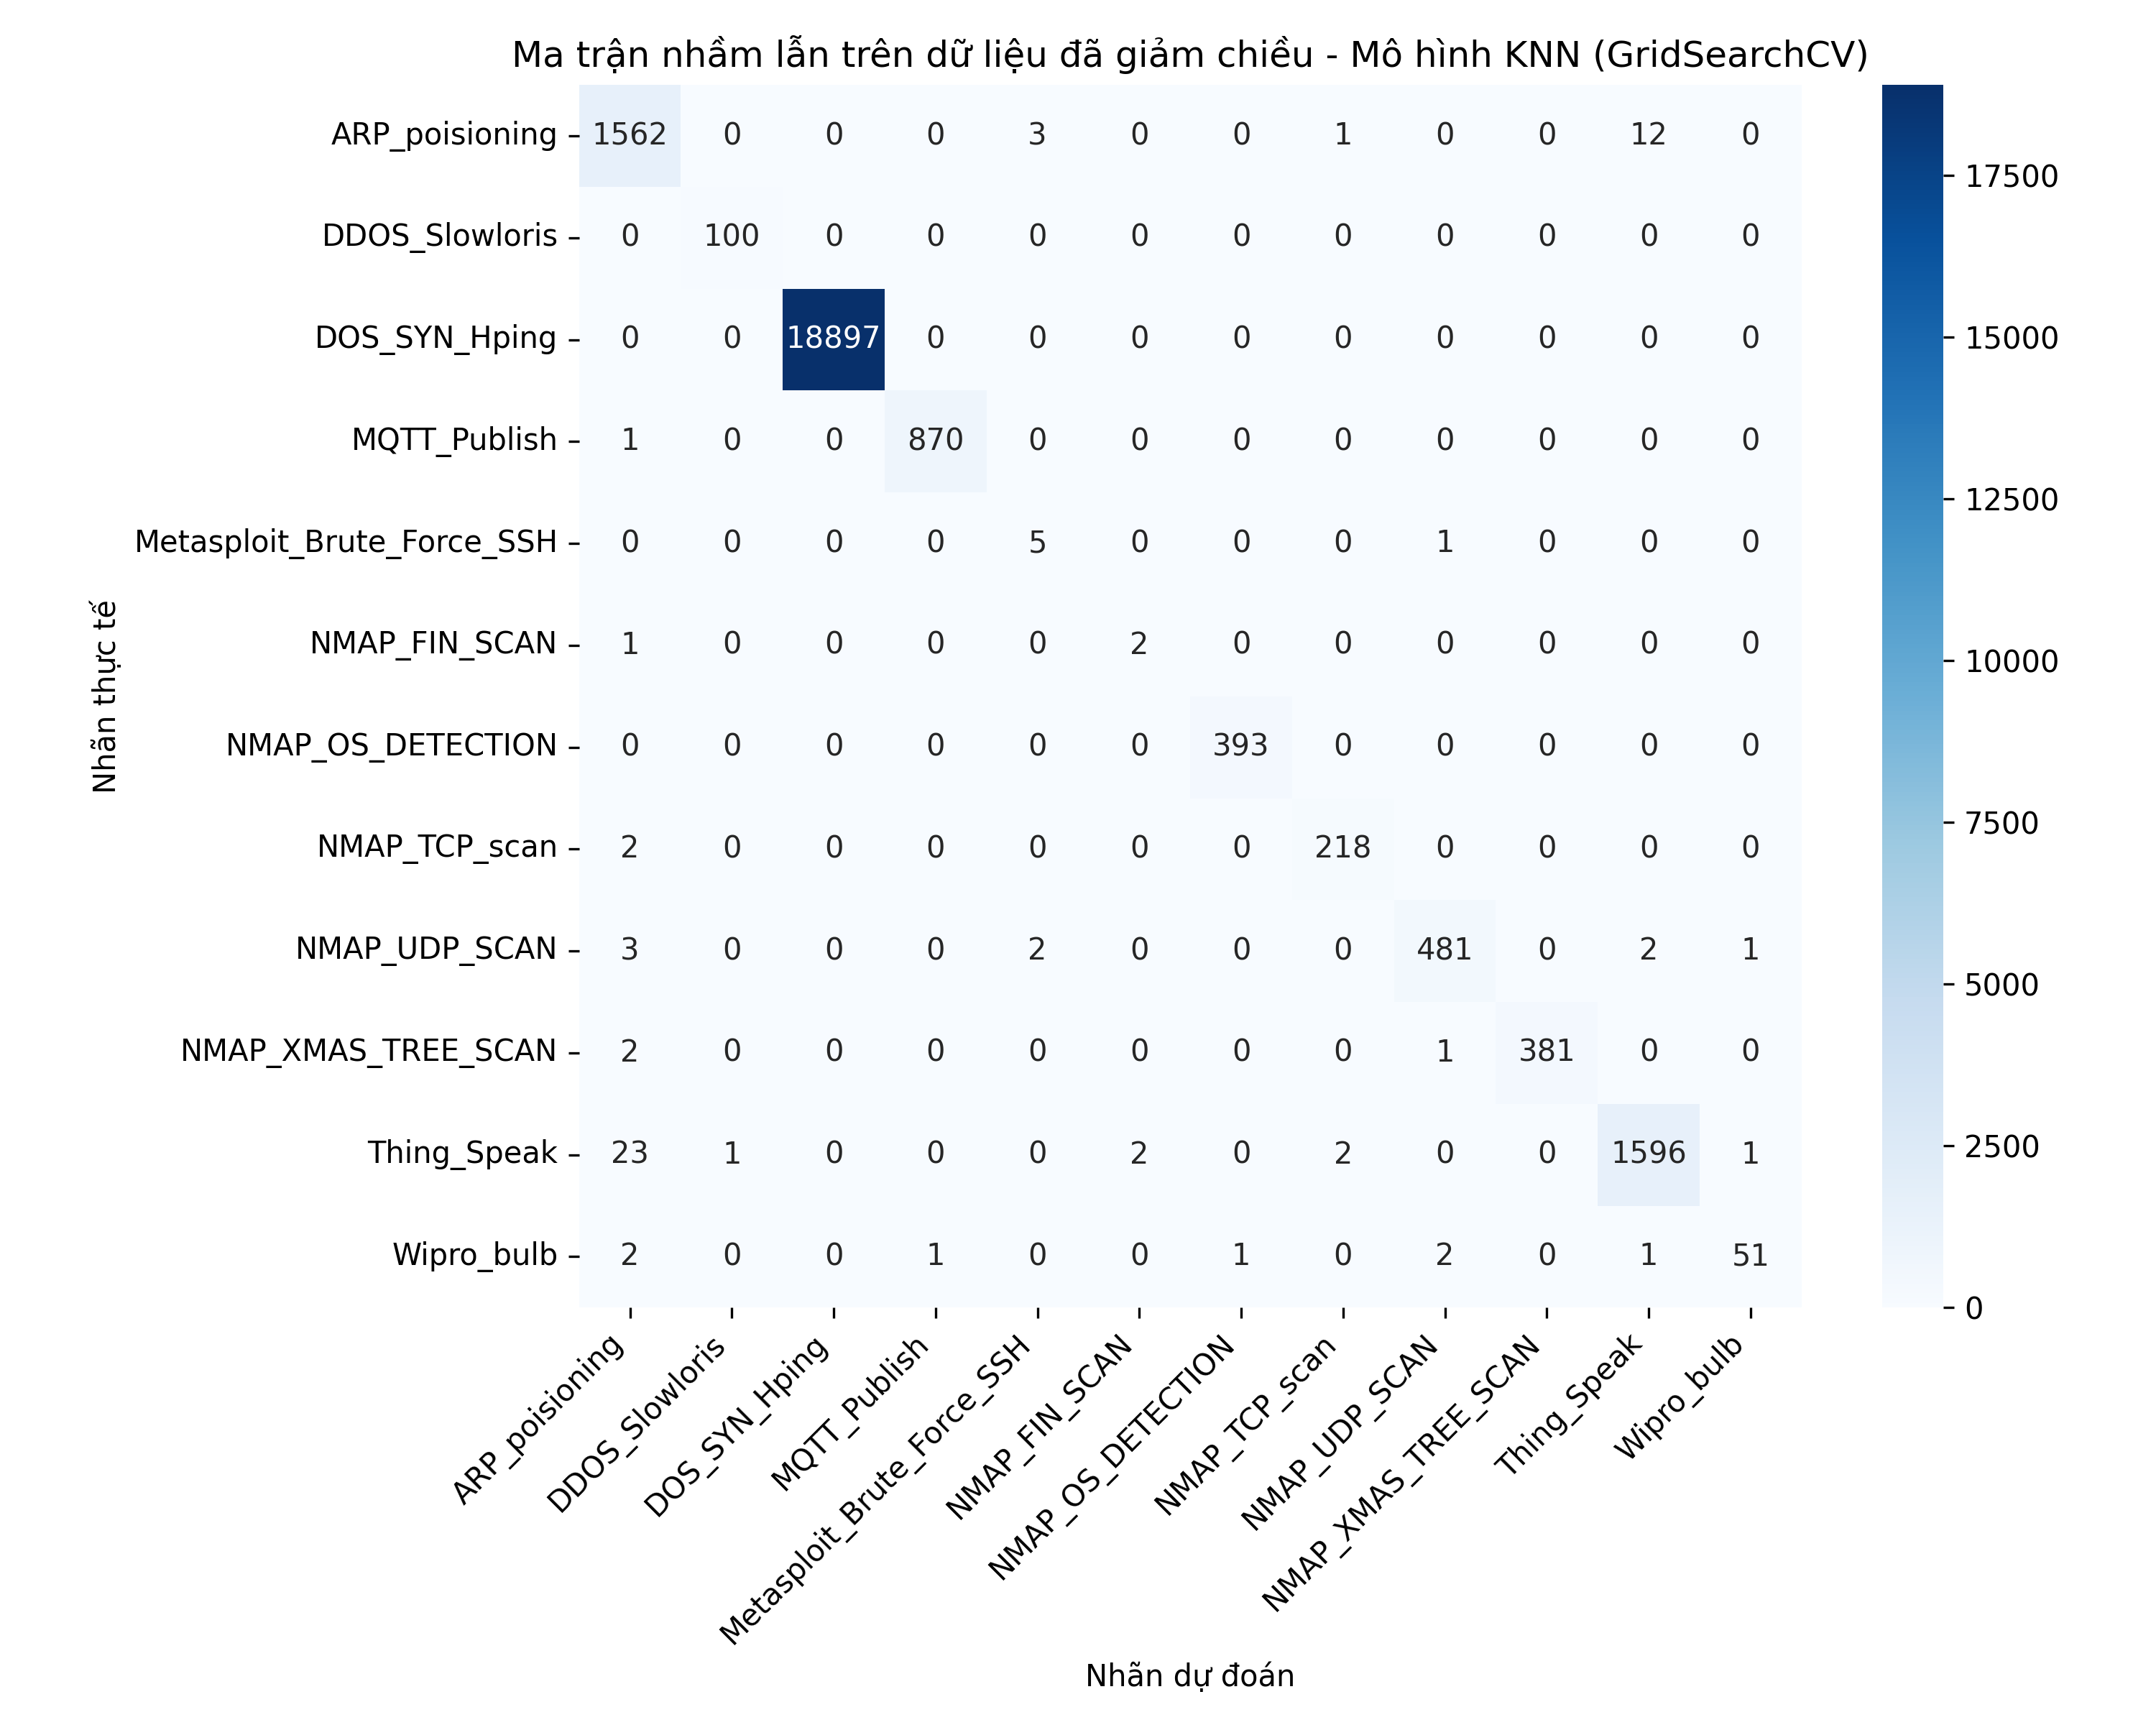 Ma trận nhầm lẫn trên dữ liệu đã giảm chiều - Mô hình KNN (GridSearchCV)
ARP_poisioning 1562 0 0 0 3 0 0 1 0 0 12 0
DDOS_Slowloris 0 100 0 0 0 0 0 0 0 0 0 0
DOS_SYN_Hping 0 0 18897 0 0 0 0 0 0 0 0 0
MQTT_Publish 1 0 0 870 0 0 0 0 0 0 0 0
Metasploit_Brute_Force_SSH 0 0 0 0 5 0 0 0 1 0 0 0
NMAP_FIN_SCAN 1 0 0 0 0 2 0 0 0 0 0 0
NMAP_OS_DETECTION 0 0 0 0 0 0 393 0 0 0 0 0
NMAP_TCP_scan 2 0 0 0 0 0 0 218 0 0 0 0
NMAP_UDP_SCAN 3 0 0 0 2 0 0 0 481 0 2 1
NMAP_XMAS_TREE_SCAN 2 0 0 0 0 0 0 0 1 381 0 0
Thing_Speak 23 1 0 0 0 2 0 2 0 0 1596 1
Wipro_bulb 2 0 0 1 0 0 1 0 2 0 1 51
Nhãn thực tế
ARP_poisioning
DDOS_Slowloris
DOS_SYN_Hping
MQTT_Publish
Metasploit_Brute_Force_SSH
NMAP_FIN_SCAN
NMAP_OS_DETECTION
NMAP_TCP_scan
NMAP_UDP_SCAN
NMAP_XMAS_TREE_SCAN
Thing_Speak
Wipro_bulb
Nhãn dự đoán
17500
15000
12500
10000
7500
5000
2500
0